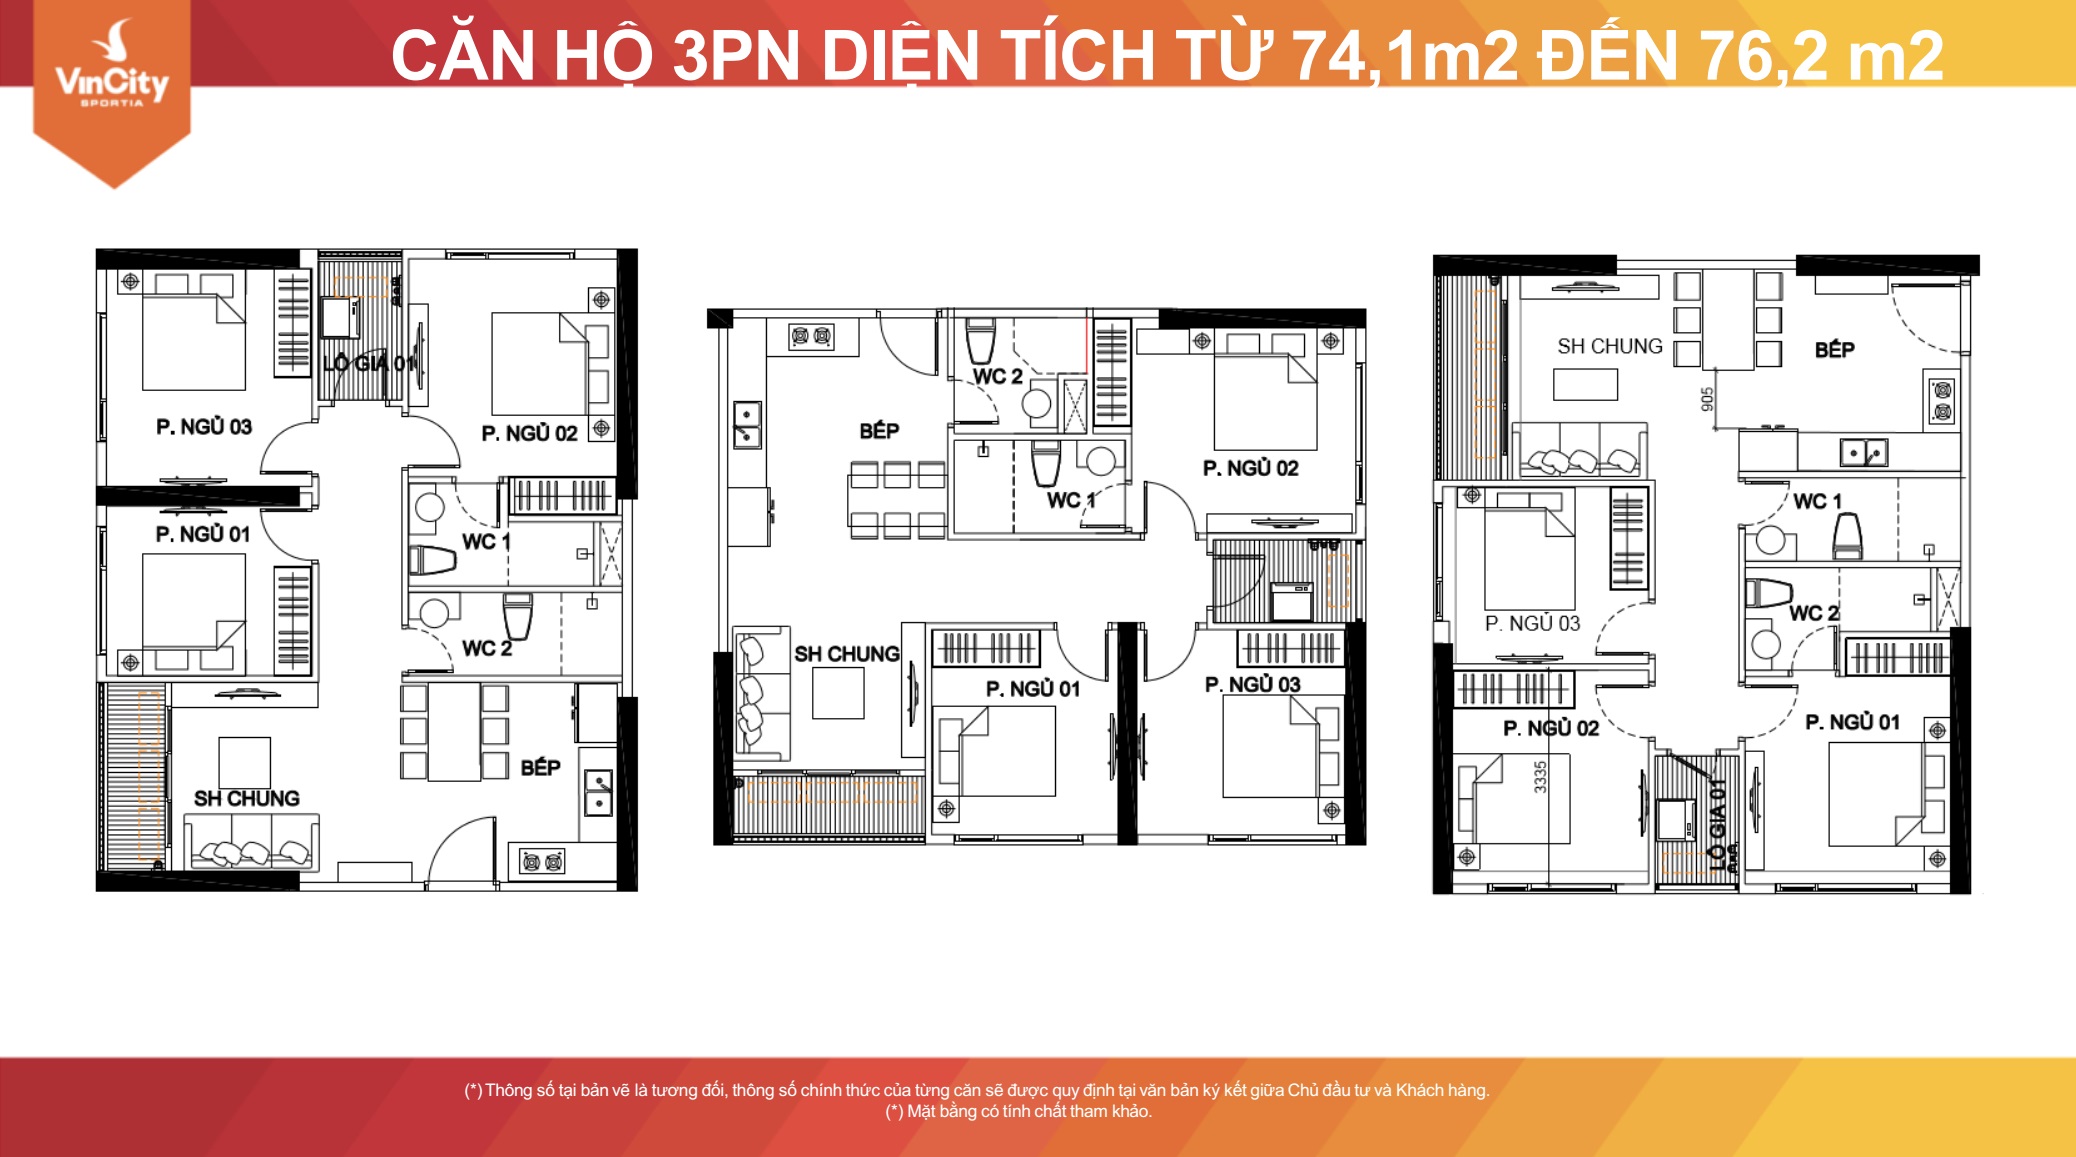 VinCity
SPORTIA
CĂN HỘ 3PN DIỆN TÍCH TỪ 74,1m2 ĐẾN 76,2 m2
LÔ GIA 01
P. NGỦ 03
P. NGỦ 02
P. NGỦ 01
WC 1
WC 2
BẾP
SH CHUNG
WC 2
BẾP
P. NGỦ 02
WC 1
SH CHUNG
P. NGỦ 01
P. NGỦ 03
SH CHUNG
BẾP
905
WC 1
P. NGỦ 03
WC 2
P. NGỦ 02
P. NGỦ 01
3335
LÔ GIA 01
(*) Thông số tại bản vẽ là tương đối, thông số chính thức của từng căn sẽ được quy định tại văn bản ký kết giữa Chủ đầu tư và Khách hàng.
(*) Mặt bằng có tính chất tham khảo.